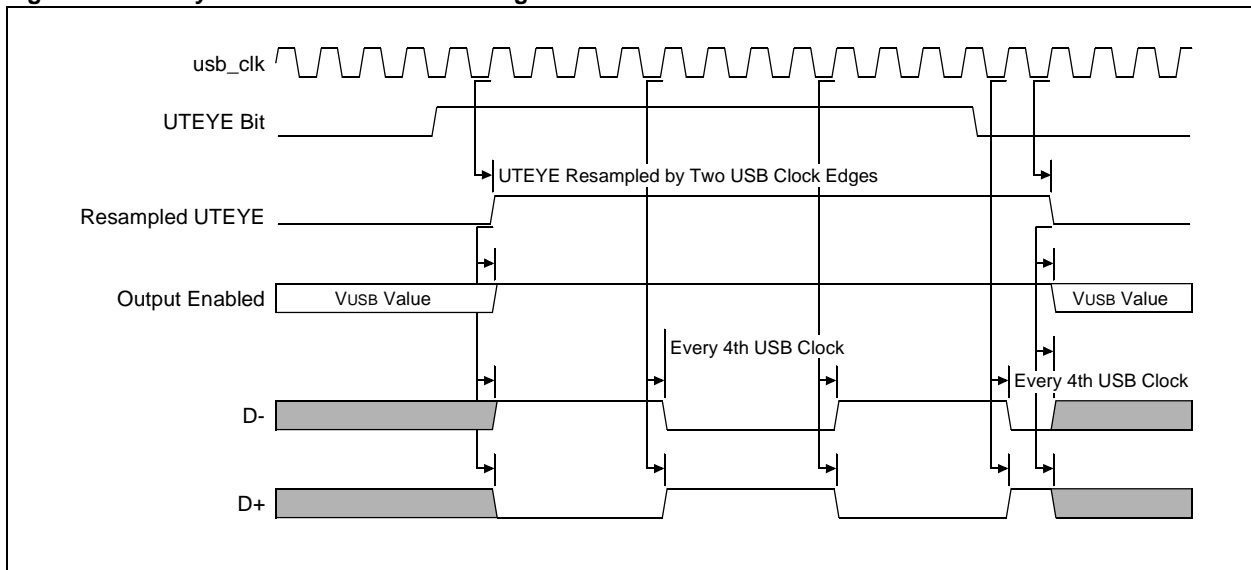 usb_clk
UTEYE Bit
UTEYE Resampled by Two USB Clock Edges
Resampled UTEYE
Output Enabled
VUSB Value
VUSB Value
Every 4th USB Clock
Every 4th USB Clock
D-
D+